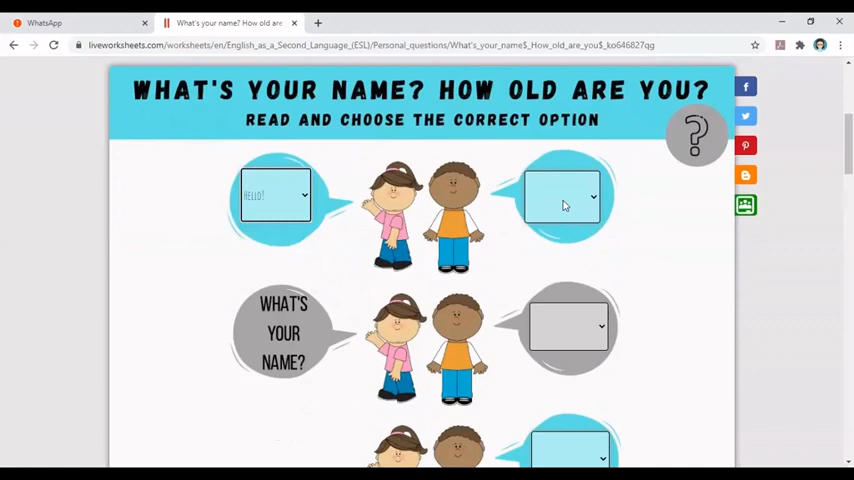 WhatsApp
What's your name? How old are
liveworksheets.com/worksheets/en/English_as_a_Second_Language_(ESL)/Personal_questions/What's_your_name$_How_old_are_you$_ko646827qg
WHAT'S YOUR NAME? HOW OLD ARE YOU?
READ AND CHOOSE THE CORRECT OPTION
?
HELLO!
WHAT'S
YOUR
NAME?